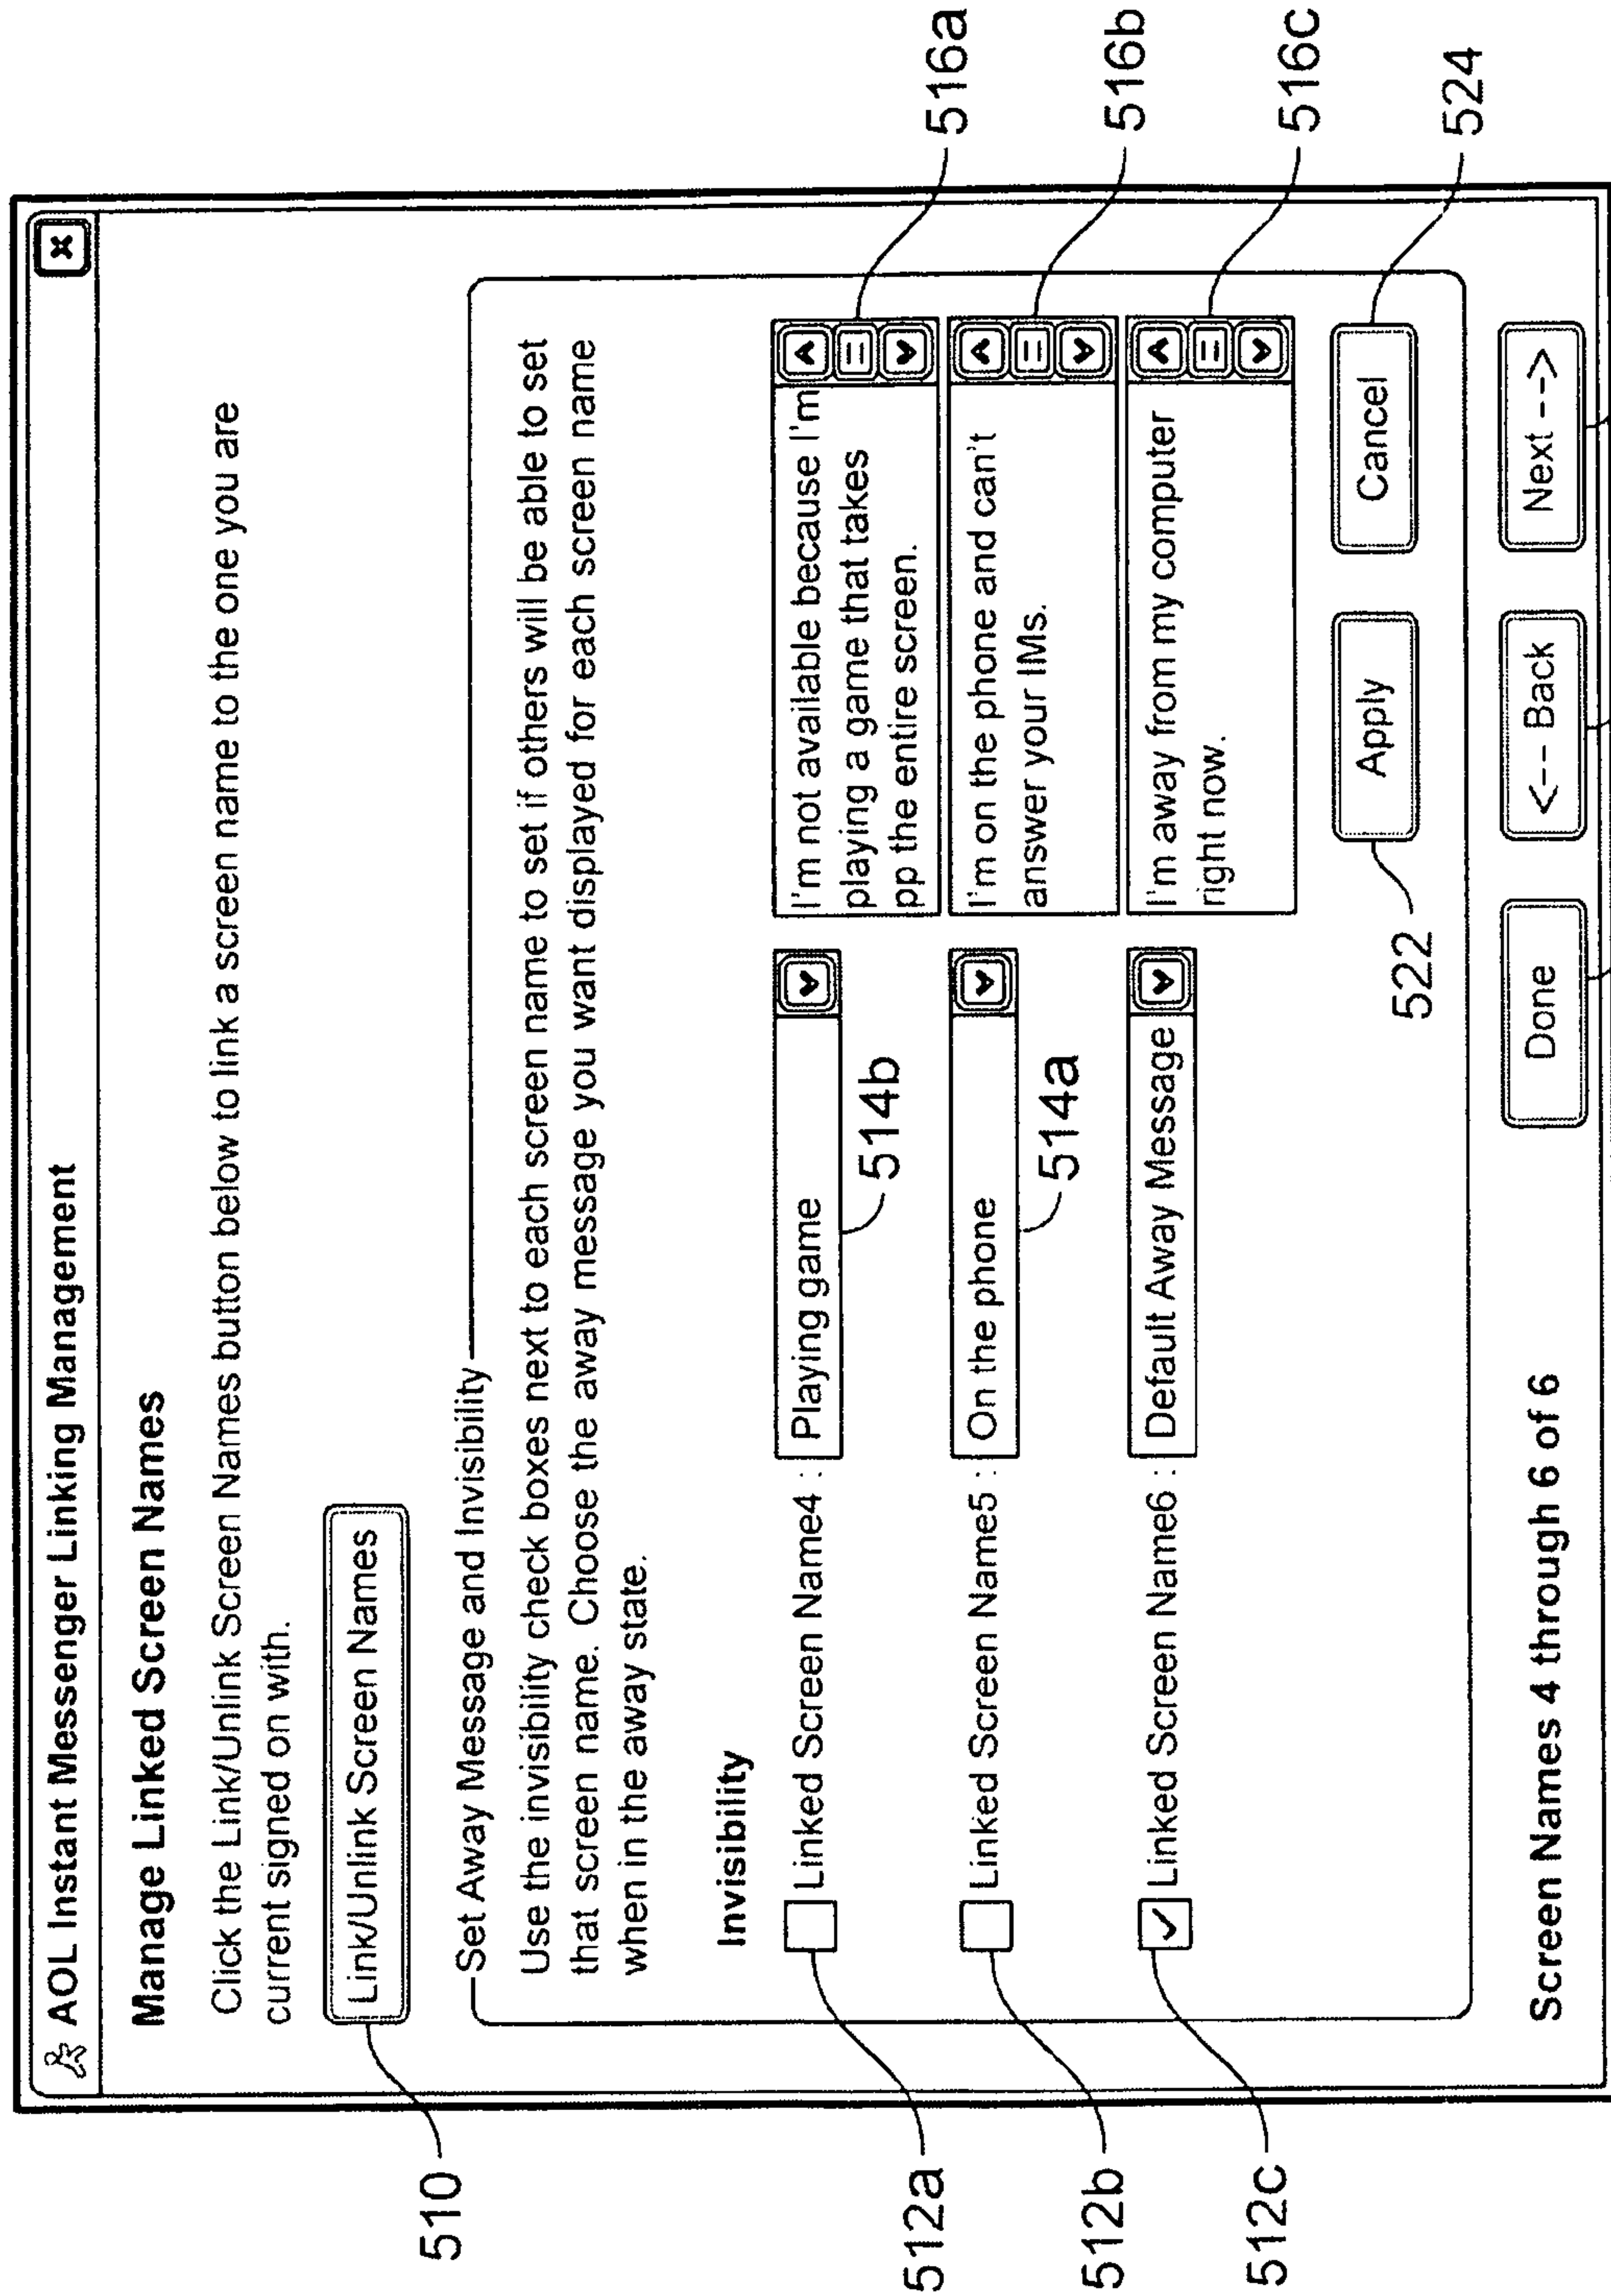 AOL Instant Messenger Linking Management
Manage Linked Screen Names
Click the Link/Unlink Screen Names button below to link a screen name to the one you are
current signed on with.
510
Link/Unlink Screen Names
Set Away Message and Invisibility
Use the invisibility check boxes next to each screen name to set if others will be able to set
that screen name. Choose the away message you want displayed for each screen name
when in the away state.
Invisibility
512a
Linked Screen Name4 :
Playing game
514b
I'm not available because I'm
playing a game that takes
pp the entire screen.
516a
512b
Linked Screen Name5 :
On the phone
514a
I'm on the phone and can't
answer your IMs.
516b
512c
Linked Screen Name6 :
Default Away Message
I'm away from my computer
right now.
516c
522
Apply
Cancel
524
Screen Names 4 through 6 of 6
Done
<-- Back
Next -->